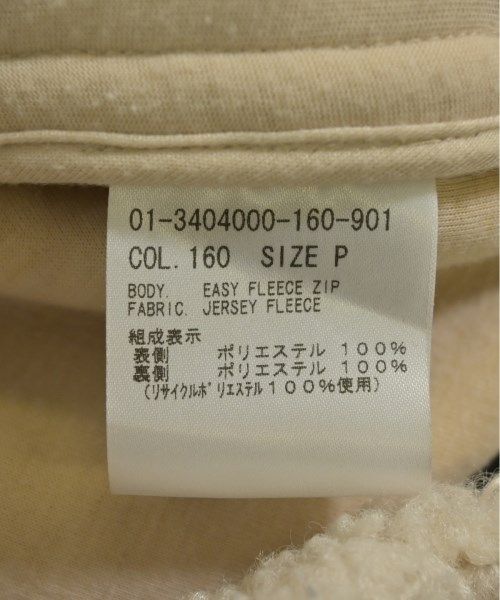 01-3404000-160-901
COL. 160 SIZE P
BODY. EASY FLEECE ZIP
FABRIC. JERSEY FLEECE
組成表示
表側 ポリエステル 100%
裏側 ポリエステル 100%
(リサイクルポリエステル100%使用)